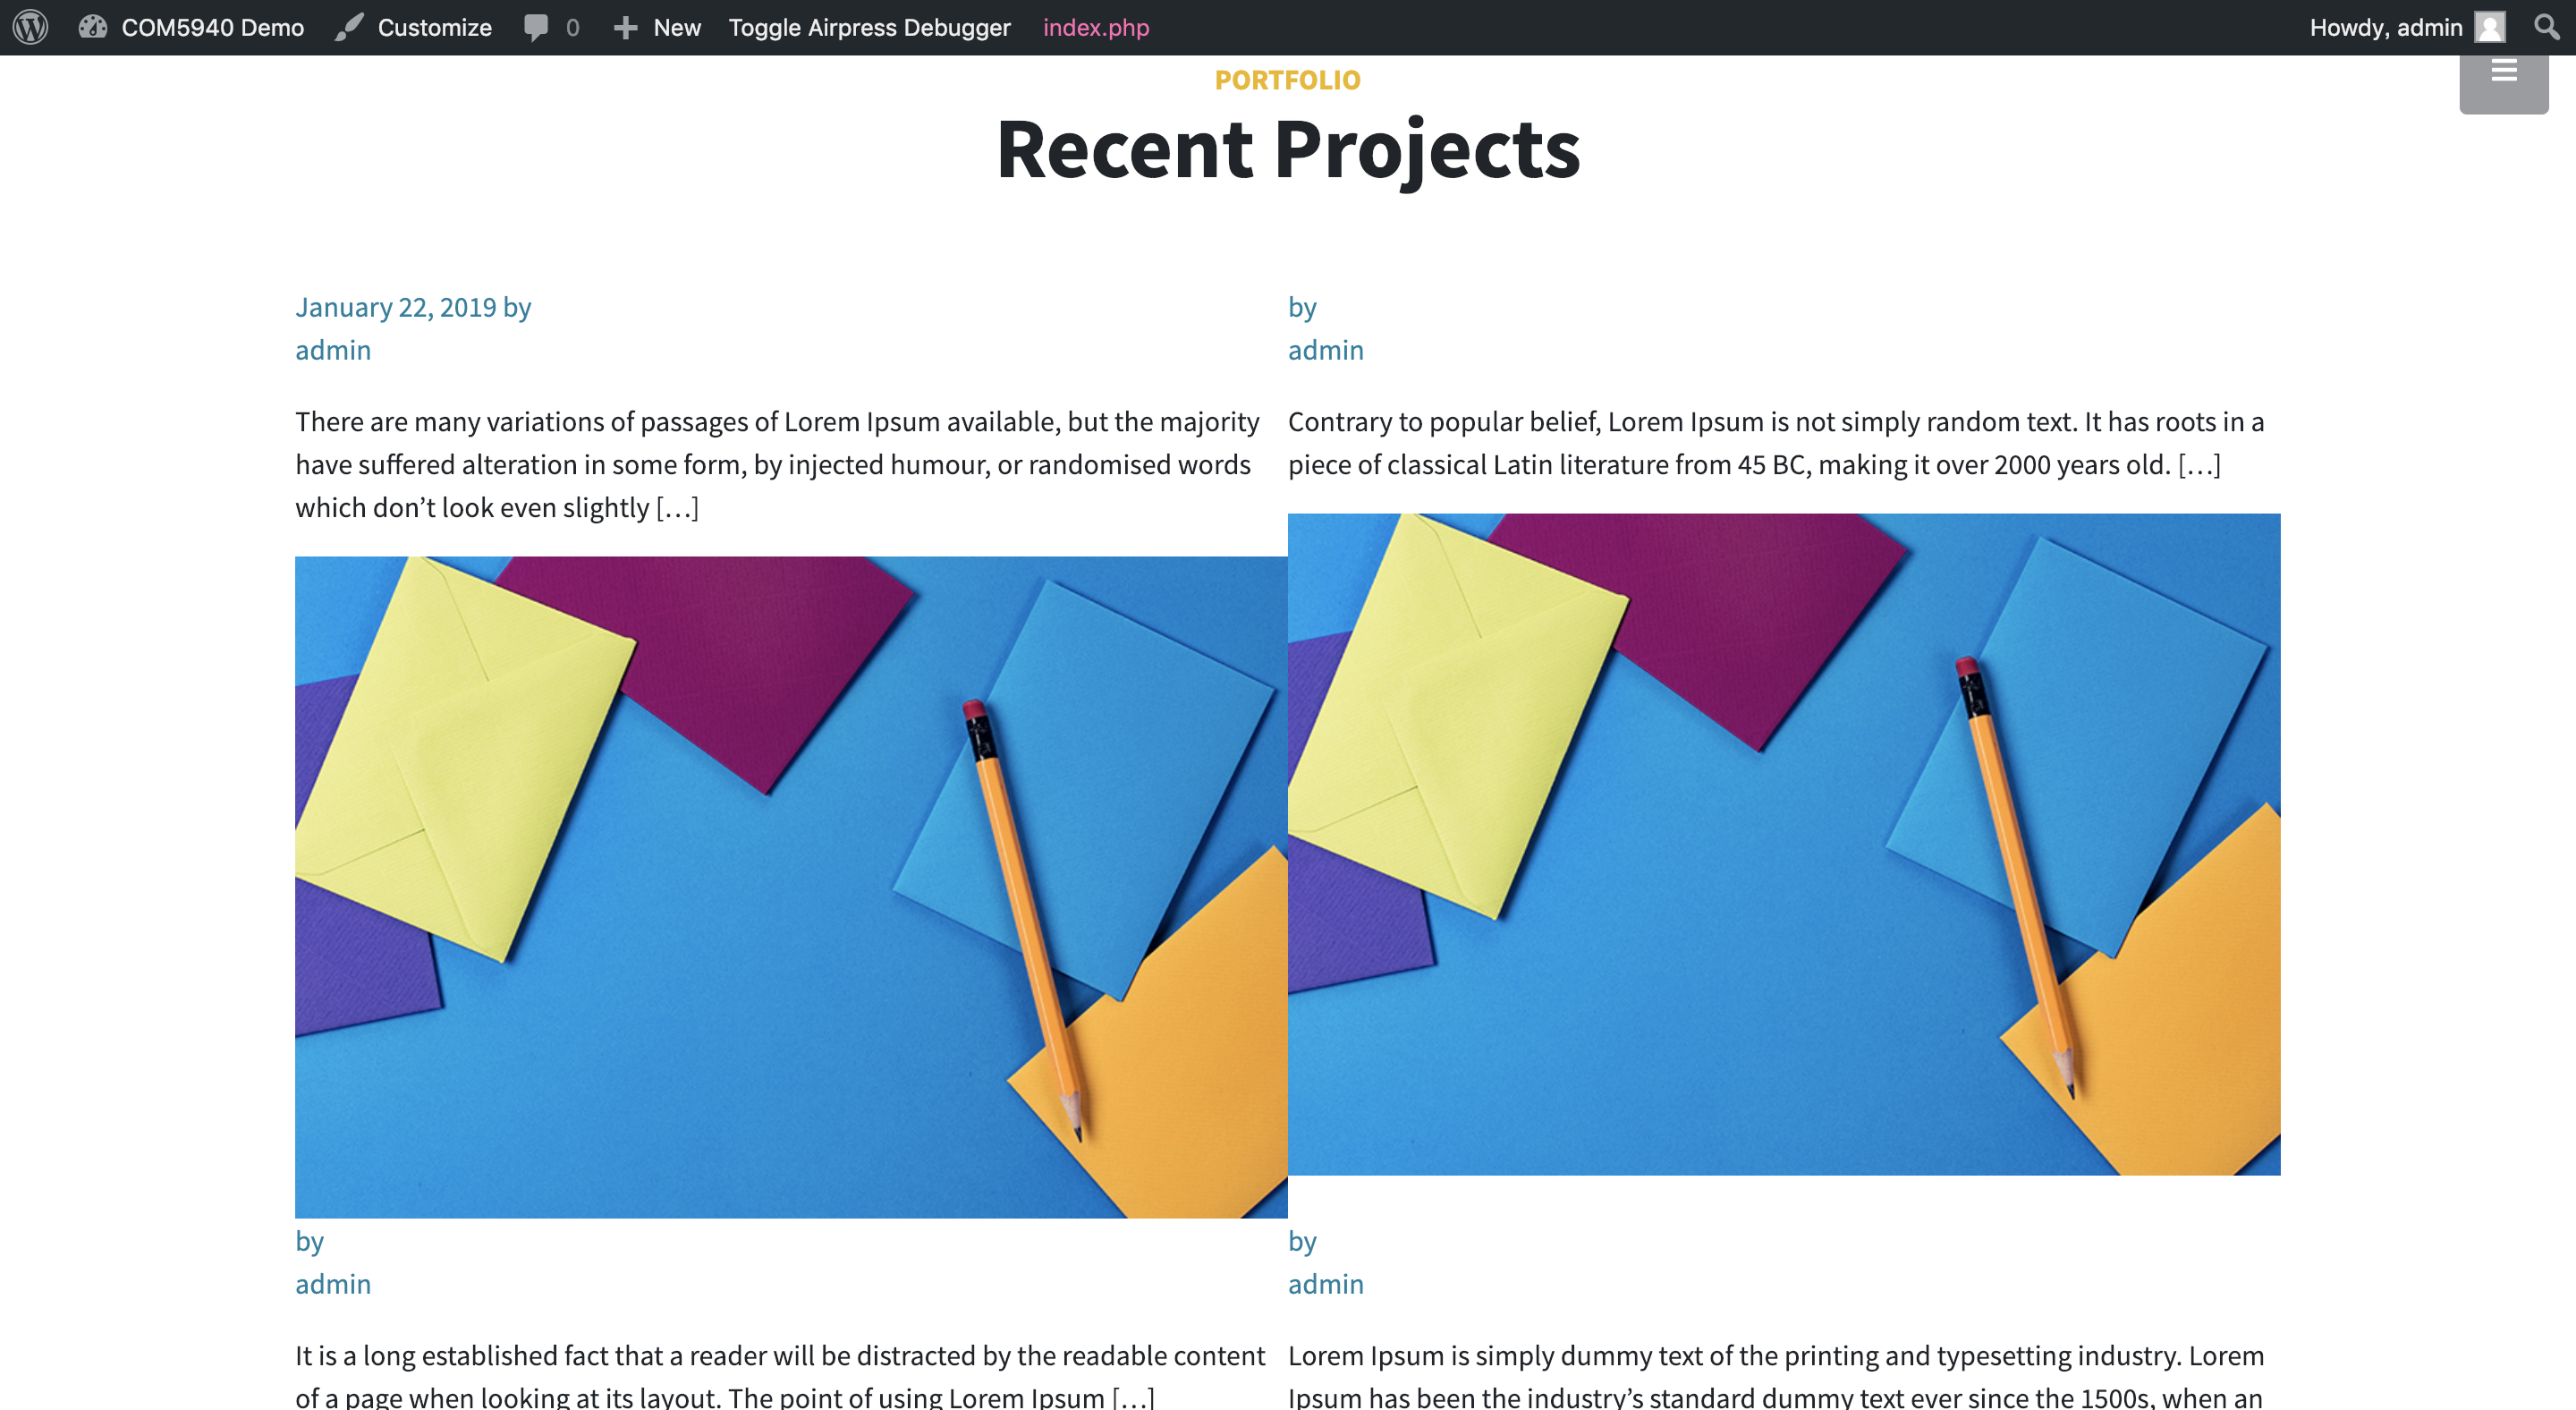 COM5940 Demo Customize 0 New Toggle Airpress Debugger index.php Howdy, admin
PORTFOLIO
Recent Projects
January 22, 2019 by
admin
There are many variations of passages of Lorem Ipsum available, but the majority
have suffered alteration in some form, by injected humour, or randomised words
which don’t look even slightly […]
by
admin
Contrary to popular belief, Lorem Ipsum is not simply random text. It has roots in a
piece of classical Latin literature from 45 BC, making it over 2000 years old. […]
by
admin
It is a long established fact that a reader will be distracted by the readable content
of a page when looking at its layout. The point of using Lorem Ipsum […]
by
admin
Lorem Ipsum is simply dummy text of the printing and typesetting industry. Lorem
Ipsum has been the industry’s standard dummy text ever since the 1500s, when an